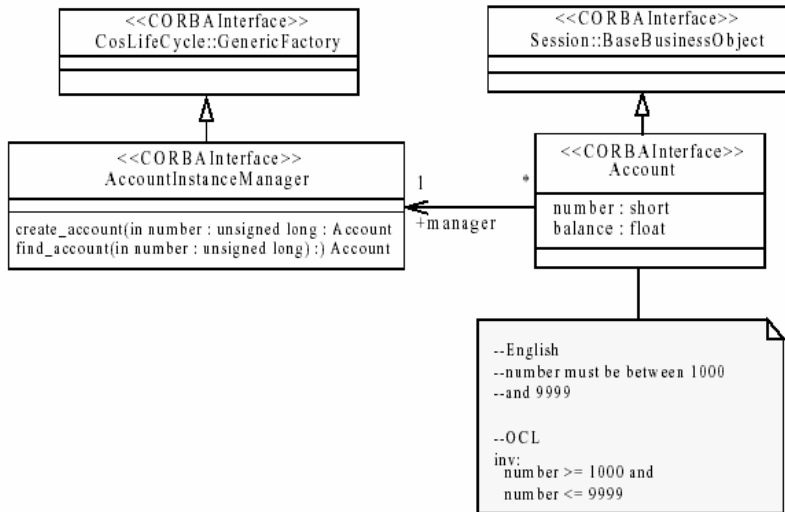 <<CORBAInterface>>
CosLifeCycle::GenericFactory
<<CORBAInterface>>
Session::BaseBusinessObject
<<CORBAInterface>>
AccountInstanceManager
create_account(in number : unsigned long : Account
find_account(in number : unsigned long) :) Account
1
*
+manager
<<CORBAInterface>>
Account
number : short
balance : float
--English
--number must be between 1000
--and 9999
--OCL
inv:
number >= 1000 and
number <= 9999